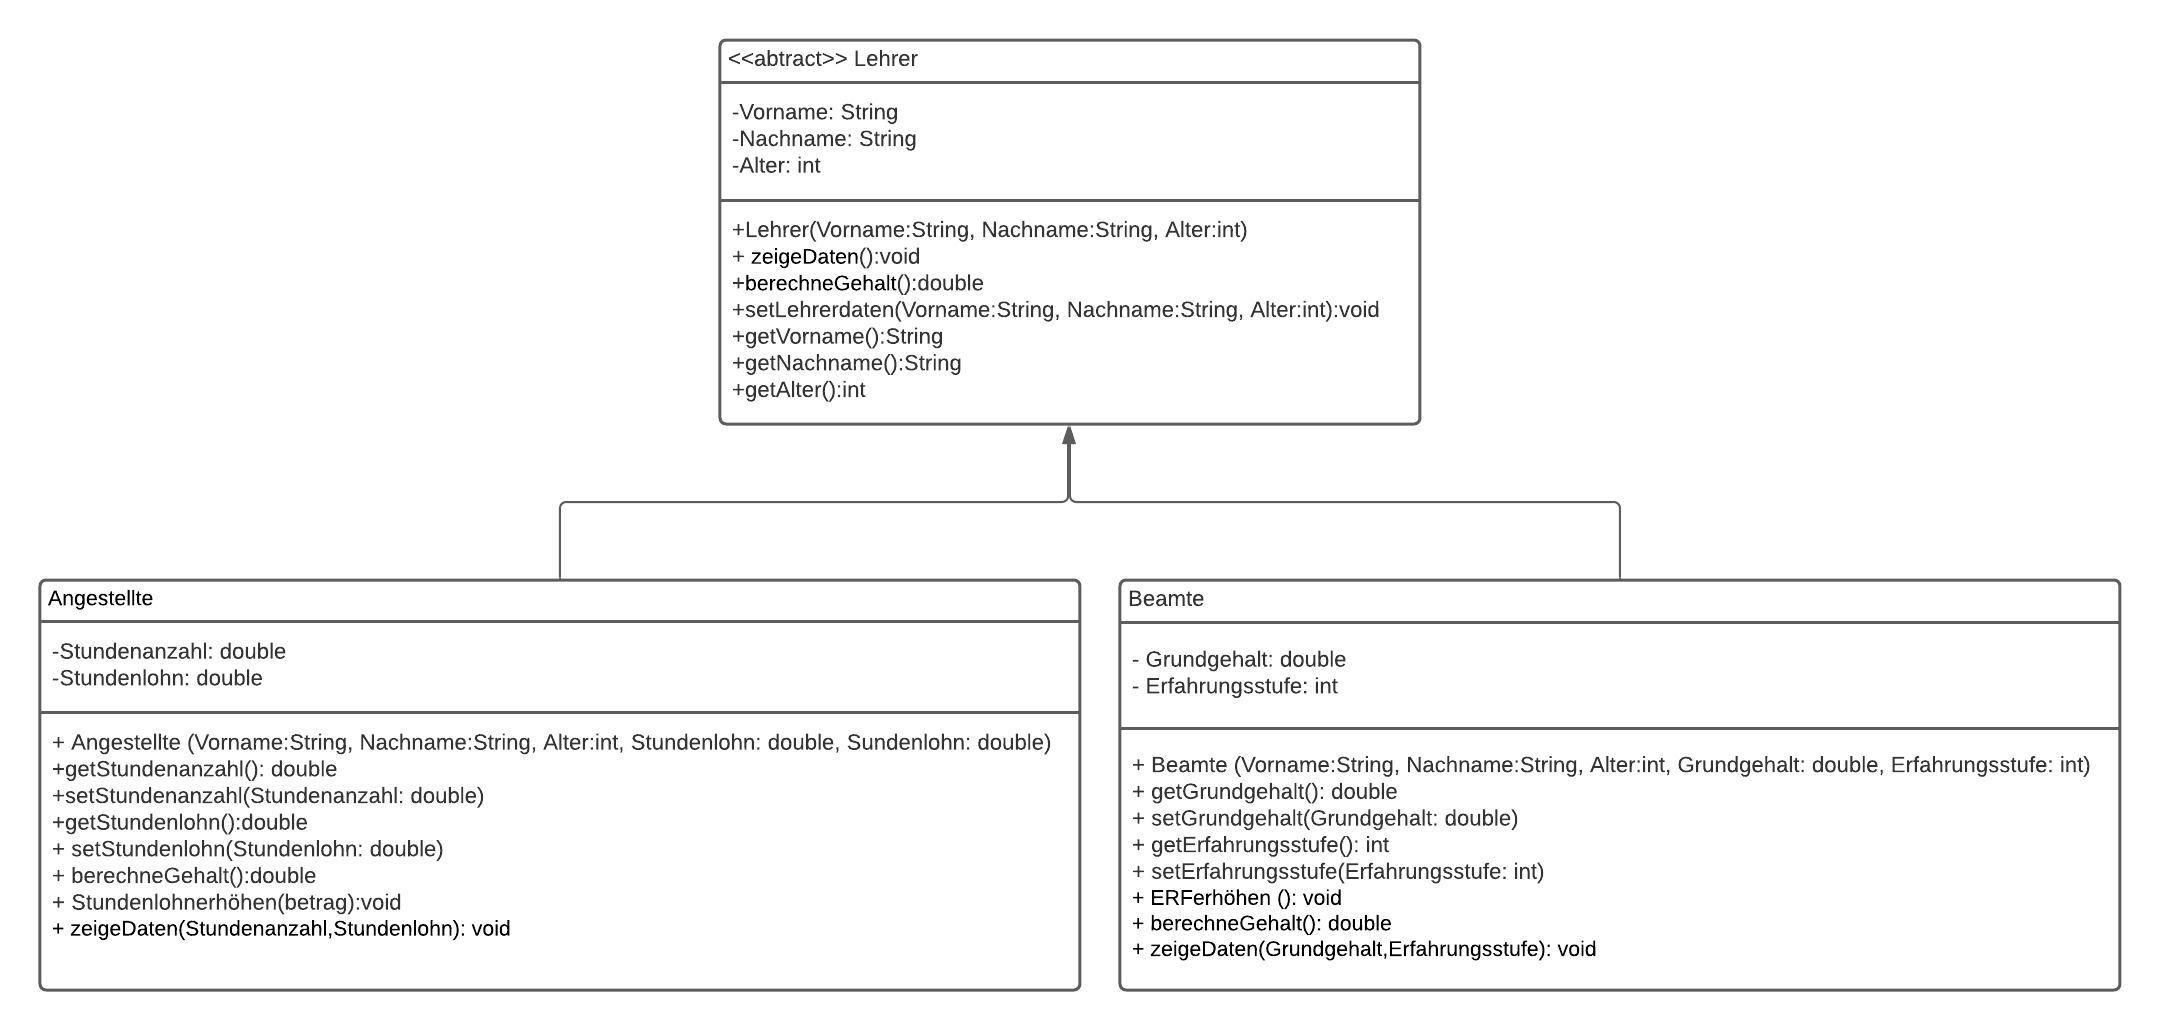 <<abtract>> Lehrer
-Vorname: String
-Nachname: String
-Alter: int
+Lehrer(Vorname:String, Nachname:String, Alter:int)
+ zeigeDaten():void
+berechneGehalt():double
+setLehrerdaten(Vorname:String, Nachname:String, Alter:int):void
+getVorname():String
+getNachname():String
+getAlter():int
Angestellte
-Stundenanzahl: double
-Stundenlohn: double
+ Angestellte (Vorname:String, Nachname:String, Alter:int, Stundenlohn: double, Sundenlohn: double)
+getStundenanzahl(): double
+setStundenanzahl(Stundenanzahl: double)
+getStundenlohn():double
+ setStundenlohn(Stundenlohn: double)
+ berechneGehalt():double
+ Stundenlohnerhöhen(betrag):void
+ zeigeDaten(Stundenanzahl,Stundenlohn): void
Beamte
- Grundgehalt: double
- Erfahrungsstufe: int
+ Beamte (Vorname:String, Nachname:String, Alter:int, Grundgehalt: double, Erfahrungsstufe: int)
+ getGrundgehalt(): double
+ setGrundgehalt(Grundgehalt: double)
+ getErfahrungsstufe(): int
+ setErfahrungsstufe(Erfahrungsstufe: int)
+ ERFerhöhen (): void
+ berechneGehalt(): double
+ zeigeDaten(Grundgehalt,Erfahrungsstufe): void